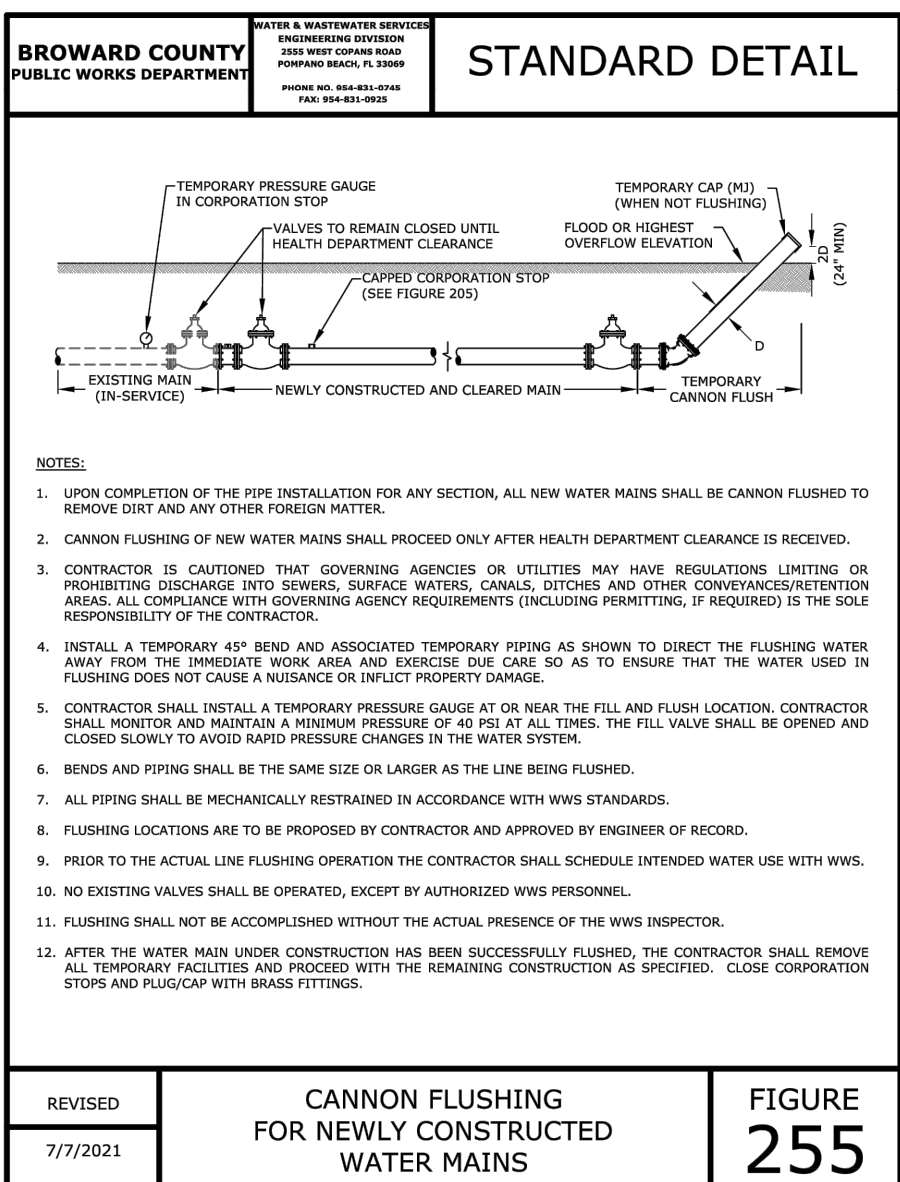 BROWARD COUNTY
PUBLIC WORKS DEPARTMENT
WATER & WASTEWATER SERVICES
ENGINEERING DIVISION
2555 WEST COPANS ROAD
POMPANO BEACH, FL 33069
PHONE NO. 954-831-0745
FAX: 954-831-0925
STANDARD DETAIL
TEMPORARY PRESSURE GAUGE
IN CORPORATION STOP
VALVES TO REMAIN CLOSED UNTIL
HEALTH DEPARTMENT CLEARANCE
CAPPED CORPORATION STOP
(SEE FIGURE 205)
TEMPORARY CAP (MJ)
(WHEN NOT FLUSHING)
FLOOD OR HIGHEST
OVERFLOW ELEVATION
2D
(24" MIN)
D
EXISTING MAIN
(IN-SERVICE)
NEWLY CONSTRUCTED AND CLEARED MAIN
TEMPORARY
CANNON FLUSH
NOTES:
1. UPON COMPLETION OF THE PIPE INSTALLATION FOR ANY SECTION, ALL NEW WATER MAINS SHALL BE CANNON FLUSHED TO
REMOVE DIRT AND ANY OTHER FOREIGN MATTER.
2. CANNON FLUSHING OF NEW WATER MAINS SHALL PROCEED ONLY AFTER HEALTH DEPARTMENT CLEARANCE IS RECEIVED.
3. CONTRACTOR IS CAUTIONED THAT GOVERNING AGENCIES OR UTILITIES MAY HAVE REGULATIONS LIMITING OR
PROHIBITING DISCHARGE INTO SEWERS, SURFACE WATERS, CANALS, DITCHES AND OTHER CONVEYANCES/RETENTION
AREAS. ALL COMPLIANCE WITH GOVERNING AGENCY REQUIREMENTS (INCLUDING PERMITTING, IF REQUIRED) IS THE SOLE
RESPONSIBILITY OF THE CONTRACTOR.
4. INSTALL A TEMPORARY 45° BEND AND ASSOCIATED TEMPORARY PIPING AS SHOWN TO DIRECT THE FLUSHING WATER
AWAY FROM THE IMMEDIATE WORK AREA AND EXERCISE DUE CARE SO AS TO ENSURE THAT THE WATER USED IN
FLUSHING DOES NOT CAUSE A NUISANCE OR INFLICT PROPERTY DAMAGE.
5. CONTRACTOR SHALL INSTALL A TEMPORARY PRESSURE GAUGE AT OR NEAR THE FILL AND FLUSH LOCATION. CONTRACTOR
SHALL MONITOR AND MAINTAIN A MINIMUM PRESSURE OF 40 PSI AT ALL TIMES. THE FILL VALVE SHALL BE OPENED AND
CLOSED SLOWLY TO AVOID RAPID PRESSURE CHANGES IN THE WATER SYSTEM.
6. BENDS AND PIPING SHALL BE THE SAME SIZE OR LARGER AS THE LINE BEING FLUSHED.
7. ALL PIPING SHALL BE MECHANICALLY RESTRAINED IN ACCORDANCE WITH WWS STANDARDS.
8. FLUSHING LOCATIONS ARE TO BE PROPOSED BY CONTRACTOR AND APPROVED BY ENGINEER OF RECORD.
9. PRIOR TO THE ACTUAL LINE FLUSHING OPERATION THE CONTRACTOR SHALL SCHEDULE INTENDED WATER USE WITH WWS.
10. NO EXISTING VALVES SHALL BE OPERATED, EXCEPT BY AUTHORIZED WWS PERSONNEL.
11. FLUSHING SHALL NOT BE ACCOMPLISHED WITHOUT THE ACTUAL PRESENCE OF THE WWS INSPECTOR.
12. AFTER THE WATER MAIN UNDER CONSTRUCTION HAS BEEN SUCCESSFULLY FLUSHED, THE CONTRACTOR SHALL REMOVE
ALL TEMPORARY FACILITIES AND PROCEED WITH THE REMAINING CONSTRUCTION AS SPECIFIED. CLOSE CORPORATION
STOPS AND PLUG/CAP WITH BRASS FITTINGS.
REVISED
7/7/2021
CANNON FLUSHING
FOR NEWLY CONSTRUCTED
WATER MAINS
FIGURE
255